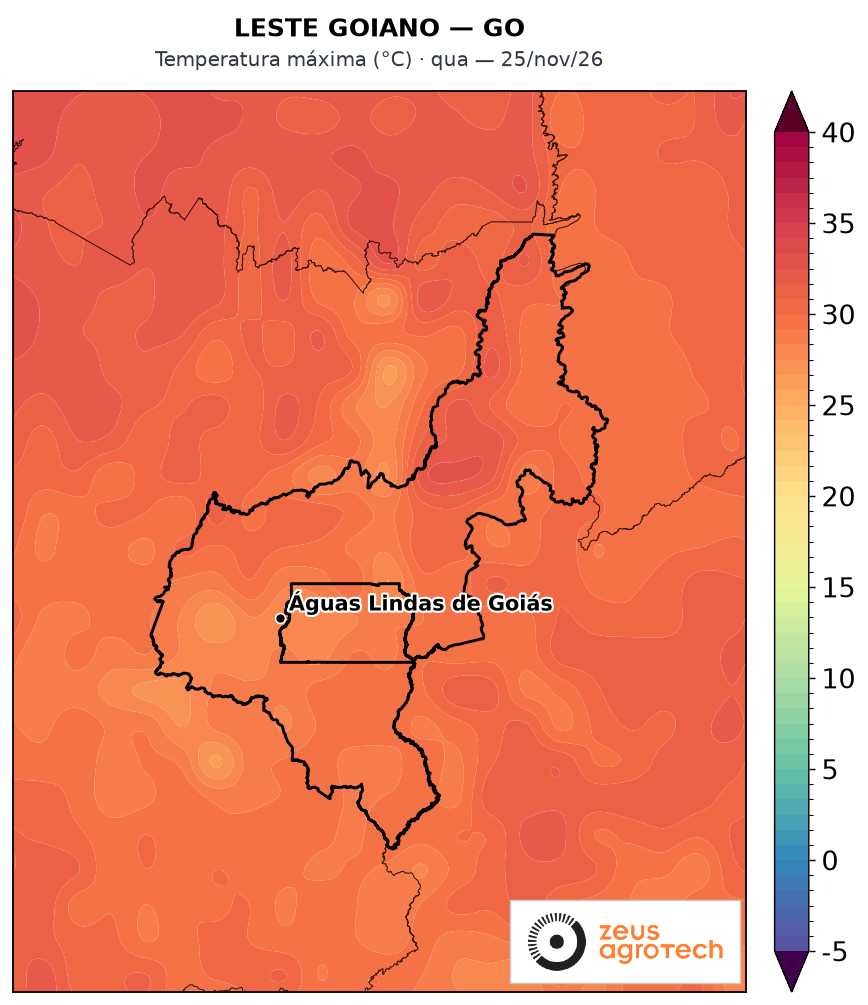 LESTE GOIANO — GO
Temperatura máxima (°C) · qua — 25/nov/26
40
35
30
25
20
15
10
5
0
-5
Águas Lindas de Goiás
zeus
agrotech